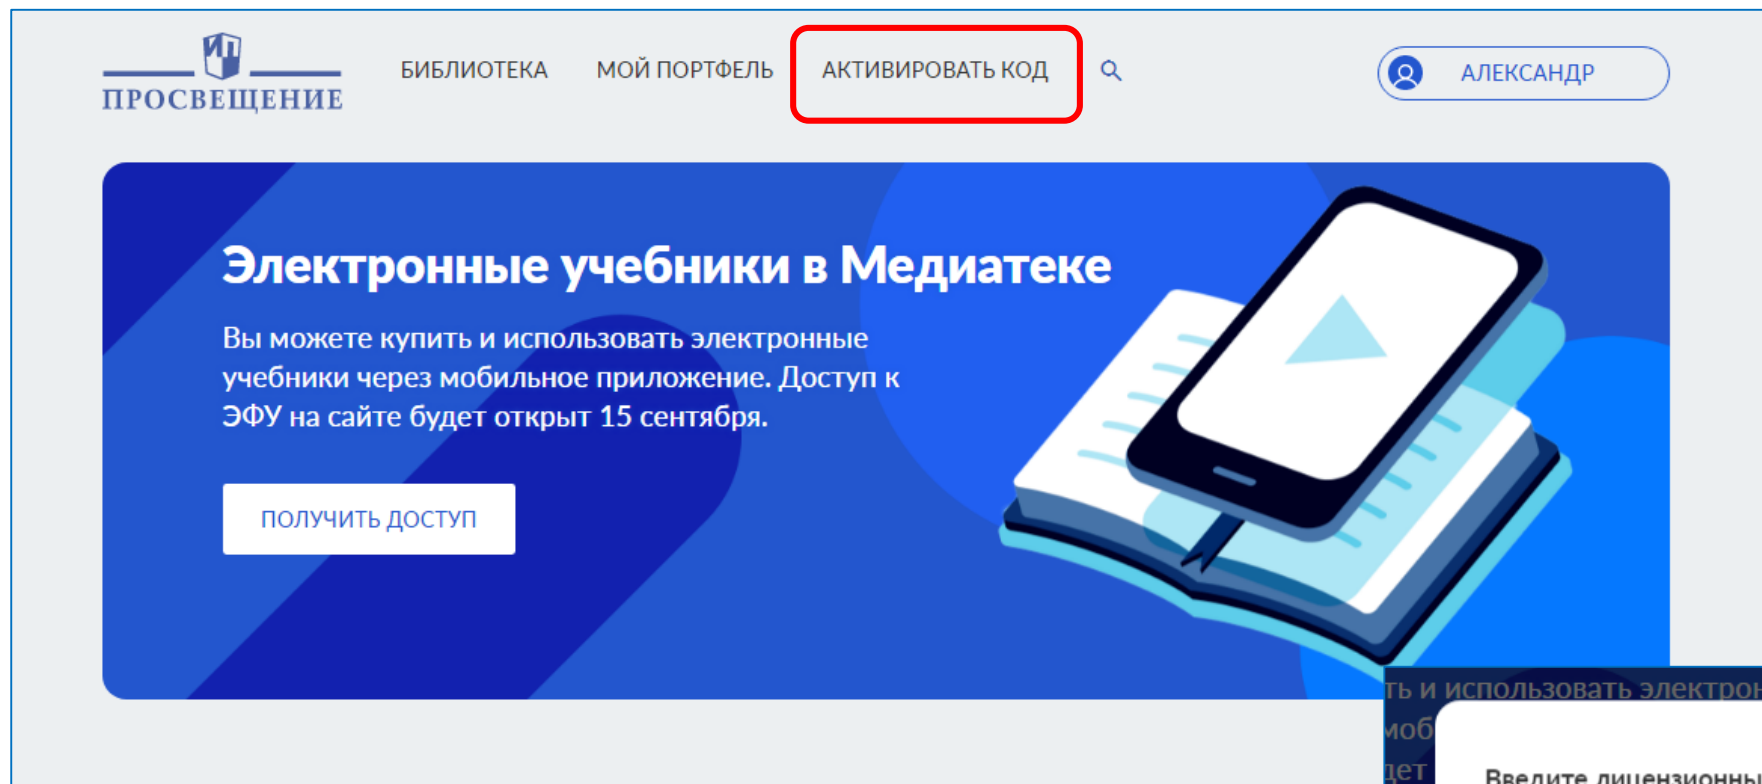 ИП
ПРОСВЕЩЕНИЕ
БИБЛИОТЕКА МОЙ ПОРТФЕЛЬ АКТИВИРОВАТЬ КОД
АЛЕКСАНДР
Электронные учебники в Медиатеке
Вы можете купить и использовать электронные
учебники через мобильное приложение. Доступ к
ЭФУ на сайте будет открыт 15 сентября.
ПОЛУЧИТЬ ДОСТУП
ть и использовать электрон
моб
дет
Введите лицензионны